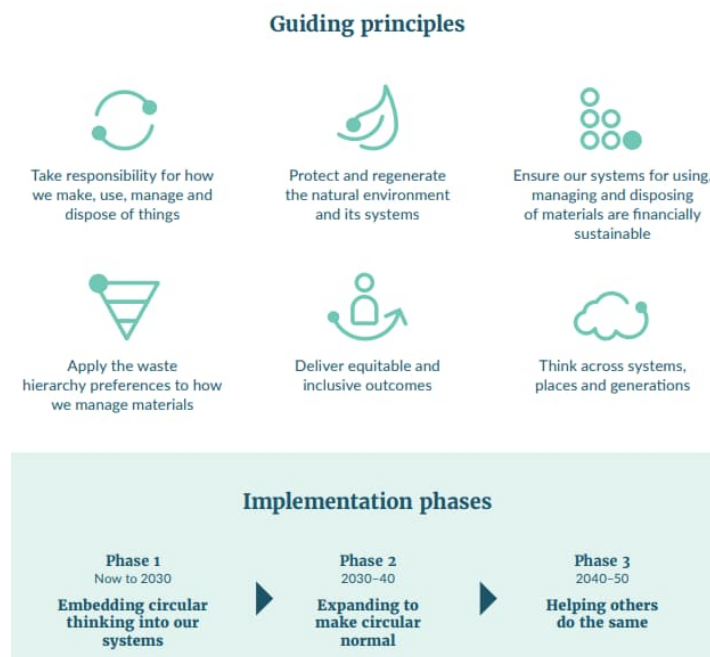 Guiding principles
Take responsibility for how
we make, use, manage and
dispose of things
Protect and regenerate
the natural environment
and its systems
Ensure our systems for using,
managing and disposing
of materials are financially
sustainable
Apply the waste
hierarchy preferences to how
we manage materials
Deliver equitable and
inclusive outcomes
Think across systems,
places and generations
Implementation phases
Phase 1
Now to 2030
Embedding circular
thinking into our
systems
Phase 2
2030–40
Expanding to
make circular
normal
Phase 3
2040–50
Helping others
do the same